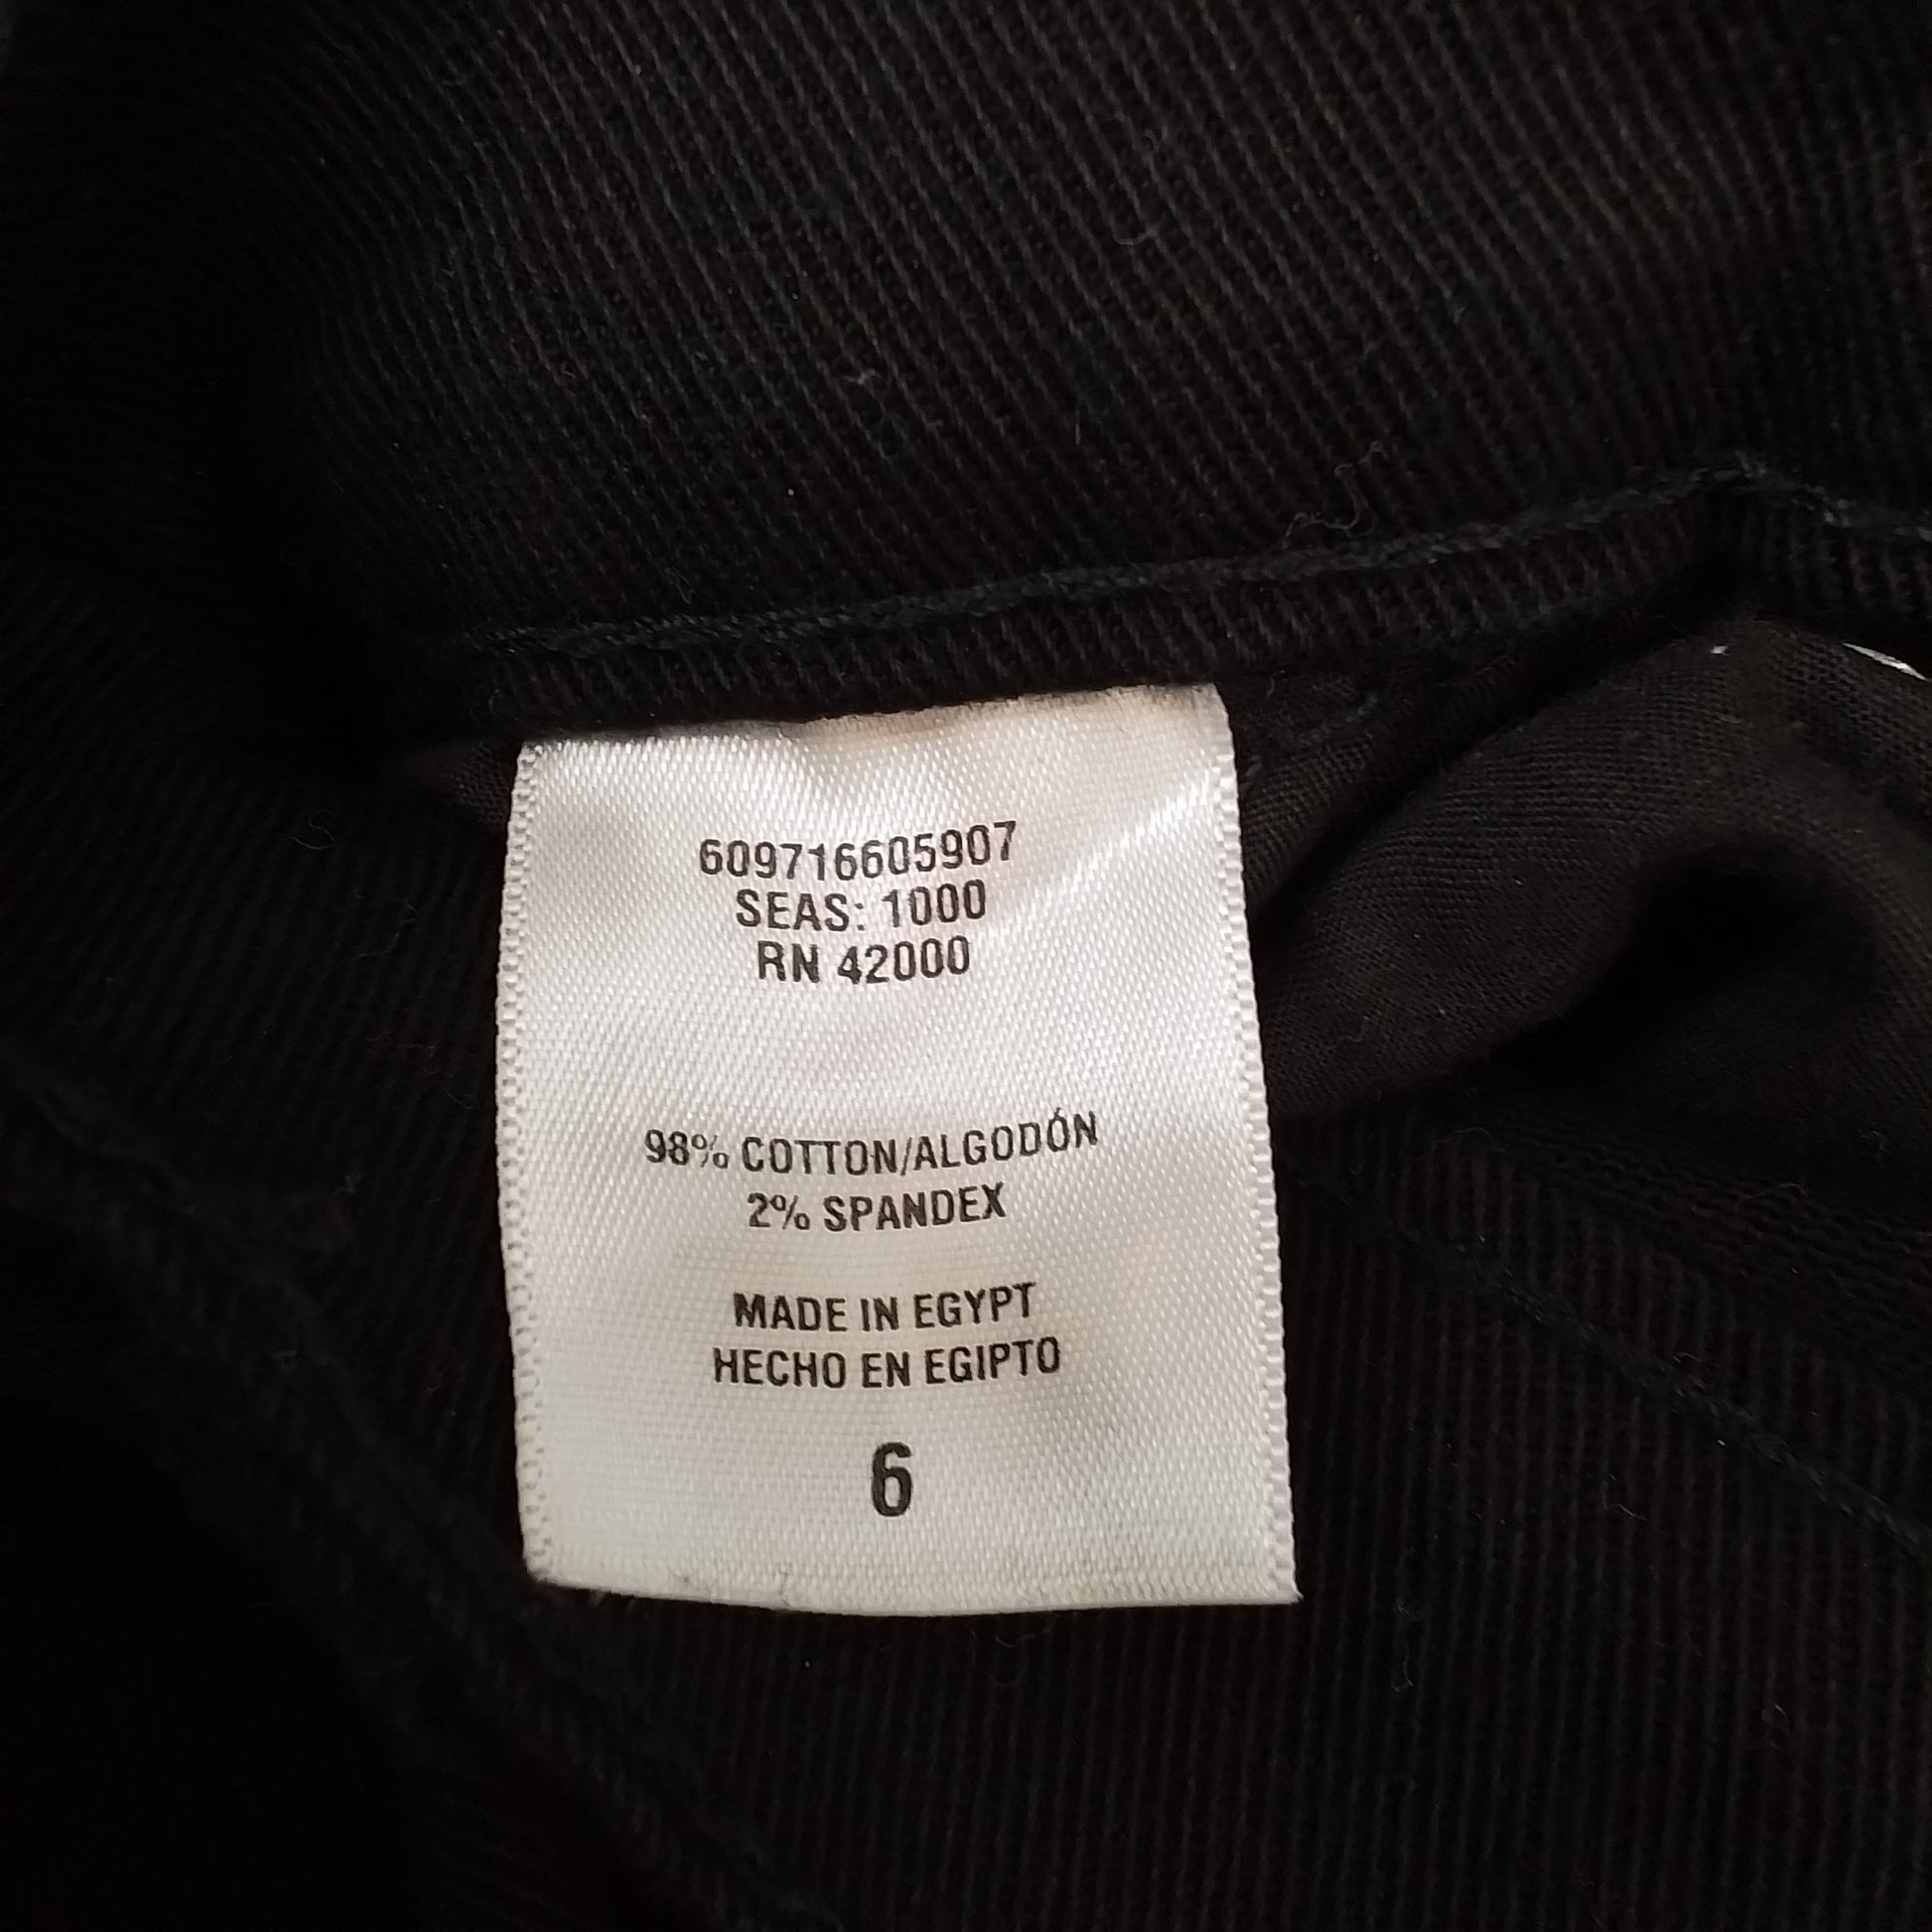 609716605907
SEAS: 1000
RN 42000
98% COTTON/ALGODÓN
2% SPANDEX
MADE IN EGYPT
HECHO EN EGIPTO
6